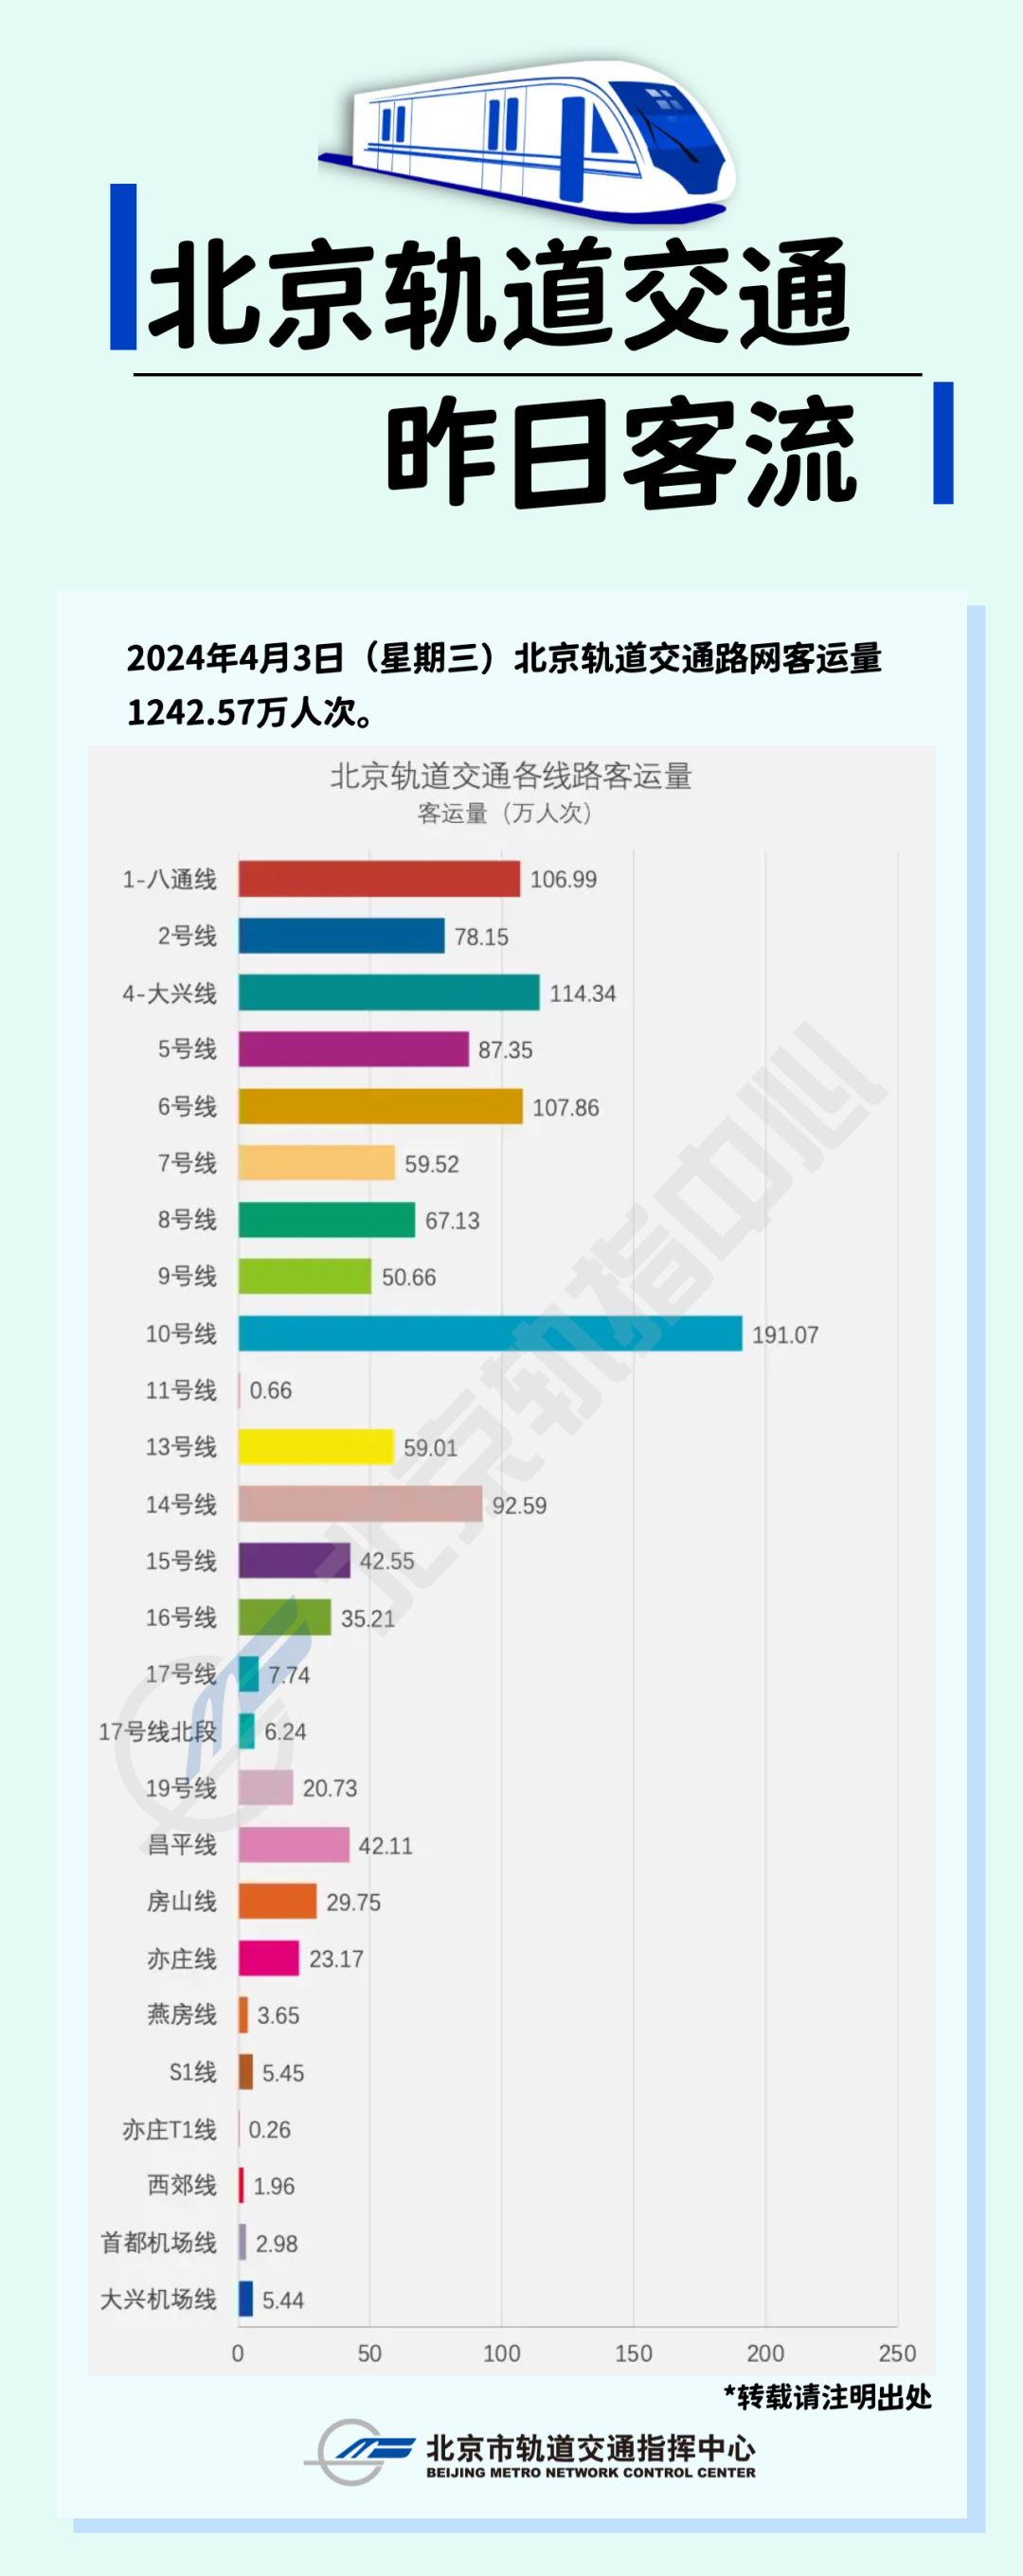 北京轨道交通
昨日客流
2024年4月3日（星期三）北京轨道交通路网客运量
1242.57万人次。
北京轨道交通各线路客运量
客运量（万人次）
1-八通线 106.99
2号线 78.15
4-大兴线 114.34
5号线 87.35
6号线 107.86
7号线 59.52
8号线 67.13
9号线 50.66
10号线 191.07
11号线 0.66
13号线 59.01
14号线 92.59
15号线 42.55
16号线 35.21
17号线 7.74
17号线北段 6.24
19号线 20.73
昌平线 42.11
房山线 29.75
亦庄线 23.17
燕房线 3.65
S1线 5.45
亦庄T1线 0.26
西郊线 1.96
首都机场线 2.98
大兴机场线 5.44
0 50 100 150 200 250
北京轨指中心
*转载请注明出处
北京市轨道交通指挥中心
BEIJING METRO NETWORK CONTROL CENTER